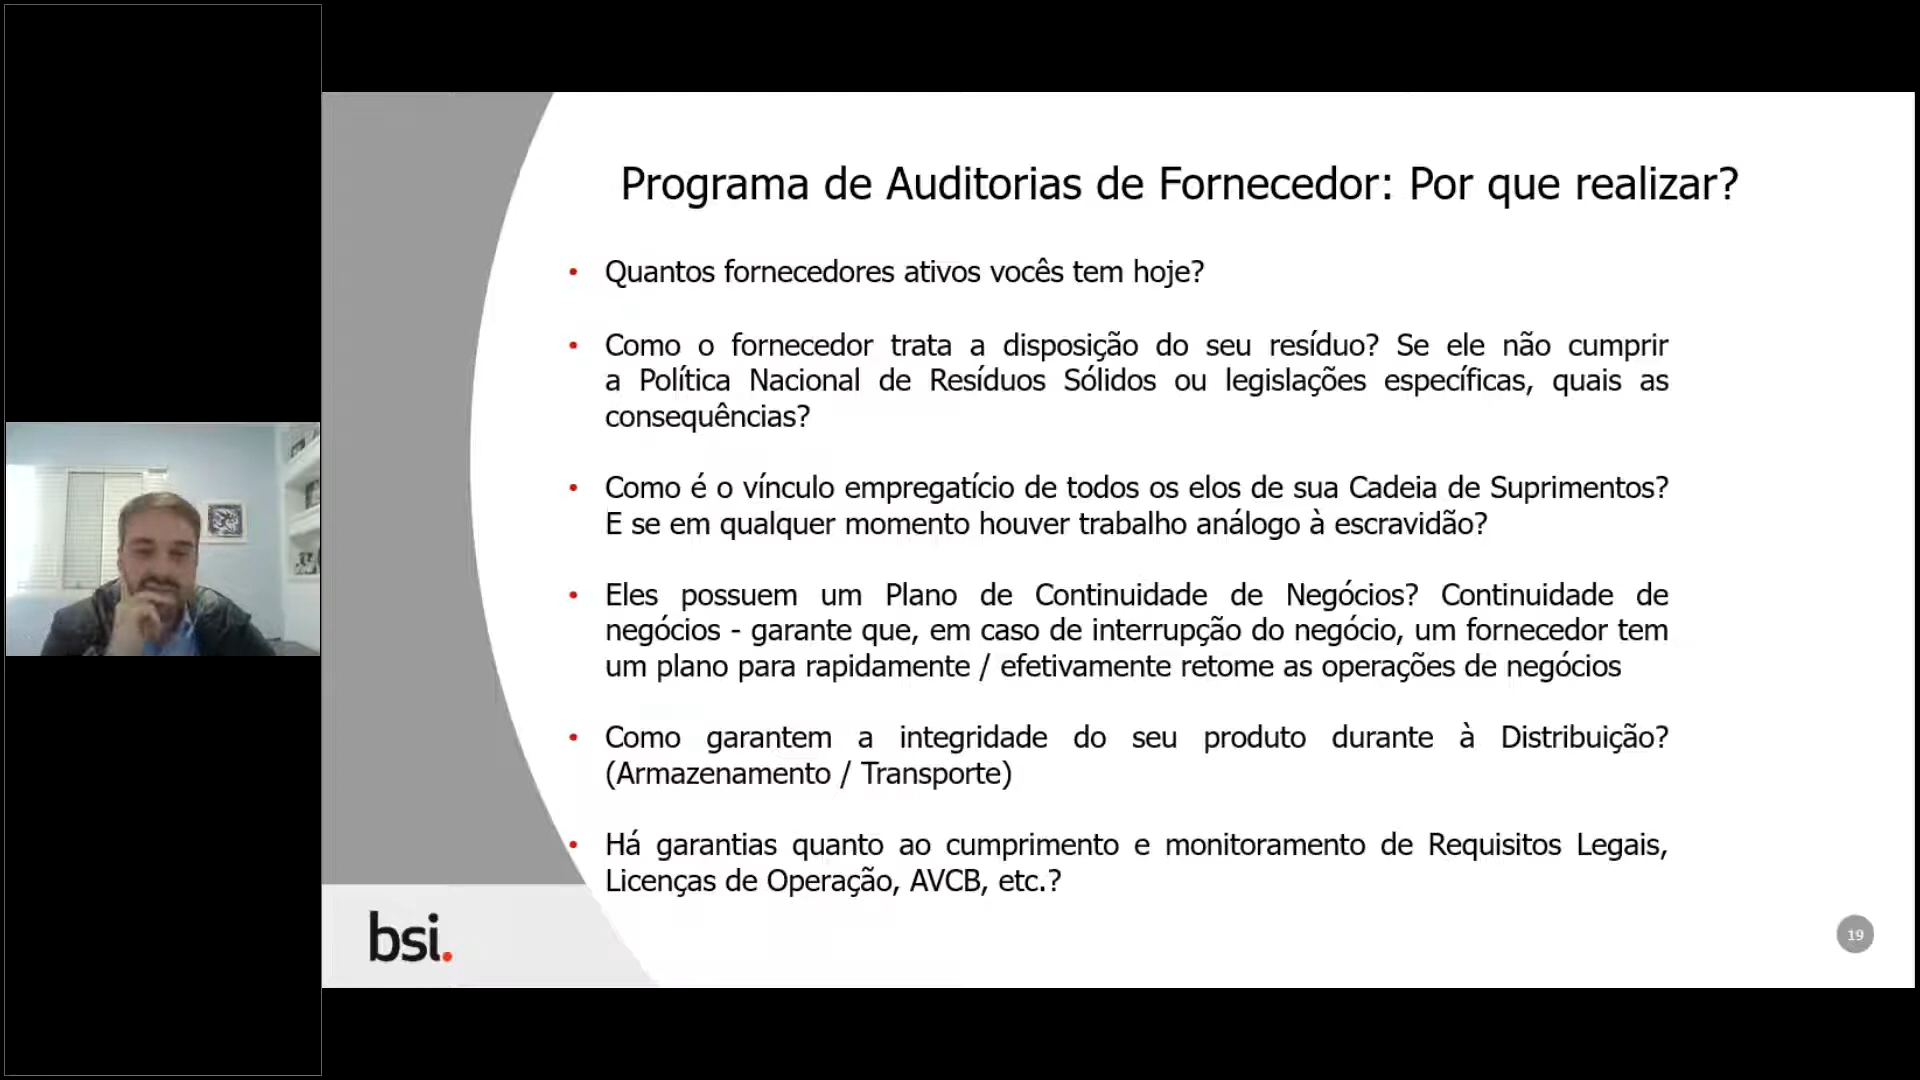 Programa de Auditorias de Fornecedor: Por que realizar?
• Quantos fornecedores ativos vocês tem hoje?
• Como o fornecedor trata a disposição do seu resíduo? Se ele não cumprir
a Política Nacional de Resíduos Sólidos ou legislações específicas, quais as
consequências?
• Como é o vínculo empregatício de todos os elos de sua Cadeia de Suprimentos?
E se em qualquer momento houver trabalho análogo à escravidão?
• Eles possuem um Plano de Continuidade de Negócios? Continuidade de
negócios - garante que, em caso de interrupção do negócio, um fornecedor tem
um plano para rapidamente / efetivamente retome as operações de negócios
• Como garantem a integridade do seu produto durante à Distribuição?
(Armazenamento / Transporte)
• Há garantias quanto ao cumprimento e monitoramento de Requisitos Legais,
Licenças de Operação, AVCB, etc.?
bsi.
19